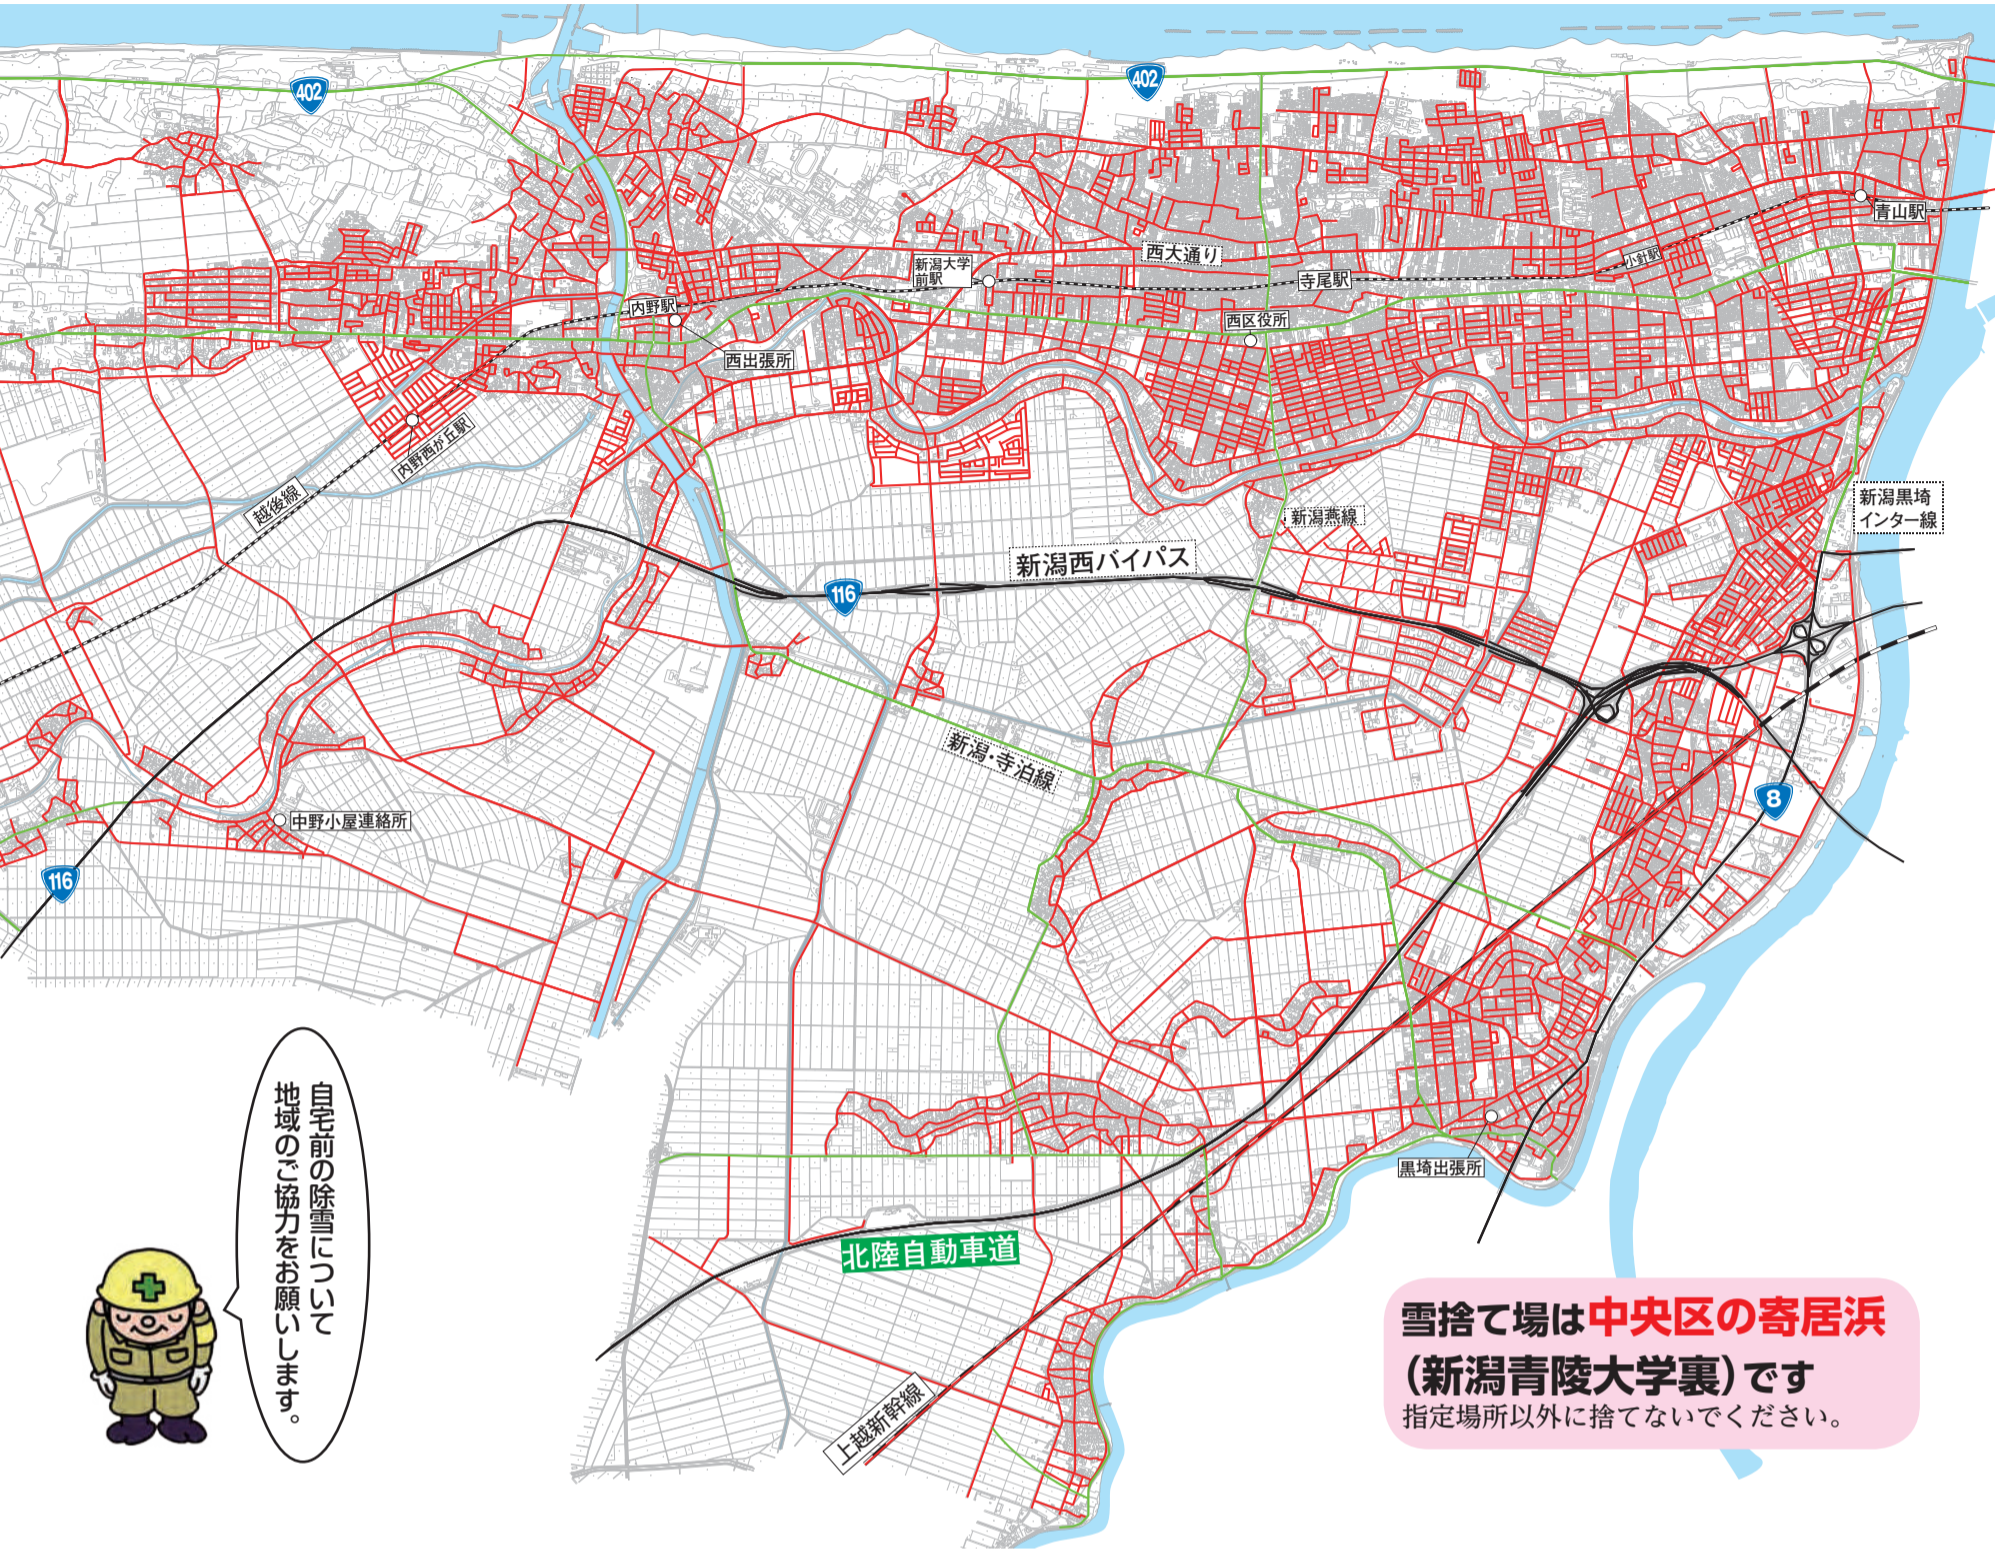 402
402
青山駅
西大通り
小針駅
新潟大学
前駅
寺尾駅
内野駅
西区役所
西出張所
内野西が丘駅
越後線
新潟黒埼
インター線
新潟燕線
新潟西バイパス
116
新潟・寺泊線
8
中野小屋連絡所
116
自宅前の除雪について
地域のご協力をお願いします。
黒埼出張所
北陸自動車道
上越新幹線
雪捨て場は中央区の寄居浜
（新潟青陵大学裏）です
指定場所以外に捨てないでください。